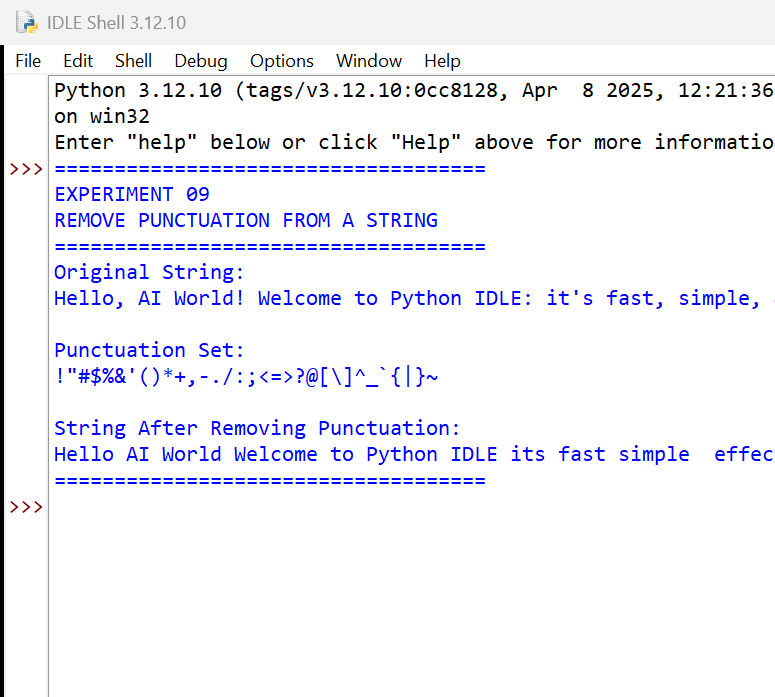 IDLE Shell 3.12.10
File Edit Shell Debug Options Window Help
Python 3.12.10 (tags/v3.12.10:0cc8128, Apr  8 2025, 12:21:36
on win32
Enter "help" below or click "Help" above for more informatio
>>> ====================================
EXPERIMENT 09
REMOVE PUNCTUATION FROM A STRING
====================================
Original String:
Hello, AI World! Welcome to Python IDLE: it's fast, simple,
Punctuation Set:
!"#$%&'()*+,-./:;<=>?@[\]^_`{|}~
String After Removing Punctuation:
Hello AI World Welcome to Python IDLE its fast simple  effec
====================================
>>>